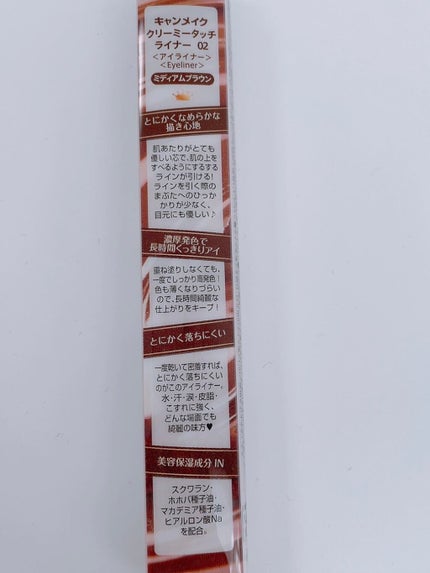 キャンメイク
クリーミータッチ
ライナー 02
＜アイライナー＞
＜Eyeliner＞
ミディアムブラウン
とにかくなめらかな
描き心地
肌あたりがとても
優しい芯で、肌の上を
すべるようにするする
ラインが引ける!
ラインを引く際の
まぶたへのひっか
かりが少なく、
目元にも優しい♪
濃厚発色で
長時間くっきりアイ
重ね塗りしなくても、
一度でしっかり高発色!
色も薄くなりづらい
ので、長時間綺麗な
仕上がりをキープ!
とにかく落ちにくい
一度乾いて密着すれば、
とにかく落ちにくい
のがこのアイライナー。
水・汗・涙・皮脂・
こすれに強く、
どんな場面でも
綺麗の味方♥
美容保湿成分 IN
スクワラン・
ホホバ種子油・
マカデミア種子油・
ヒアルロン酸Na
を配合。